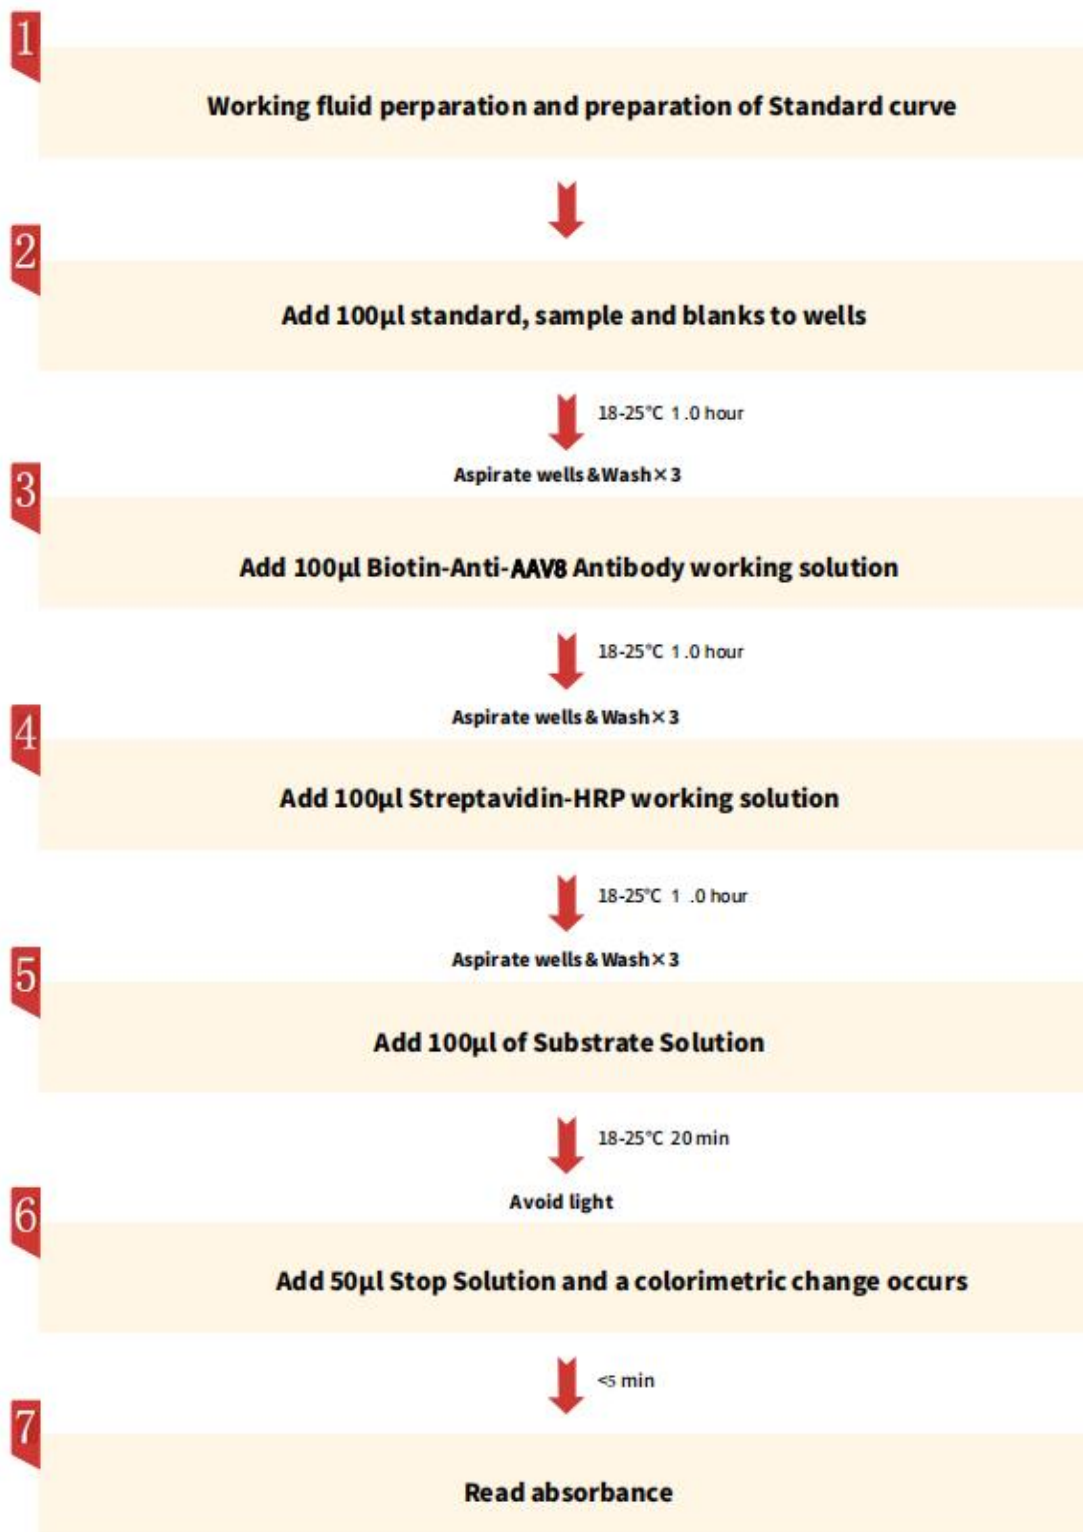 1
Working fluid perparation and preparation of Standard curve
2
Add 100μl standard, sample and blanks to wells
18-25℃ 1.0 hour
Aspirate wells&Wash×3
3
Add 100μl Biotin-Anti-AAV8 Antibody working solution
18-25℃ 1.0 hour
Aspirate wells&Wash×3
4
Add 100μl Streptavidin-HRP working solution
18-25℃ 1 .0 hour
Aspirate wells&Wash×3
5
Add 100μl of Substrate Solution
18-25℃ 20 min
Avoid light
6
Add 50μl Stop Solution and a colorimetric change occurs
<5 min
7
Read absorbance